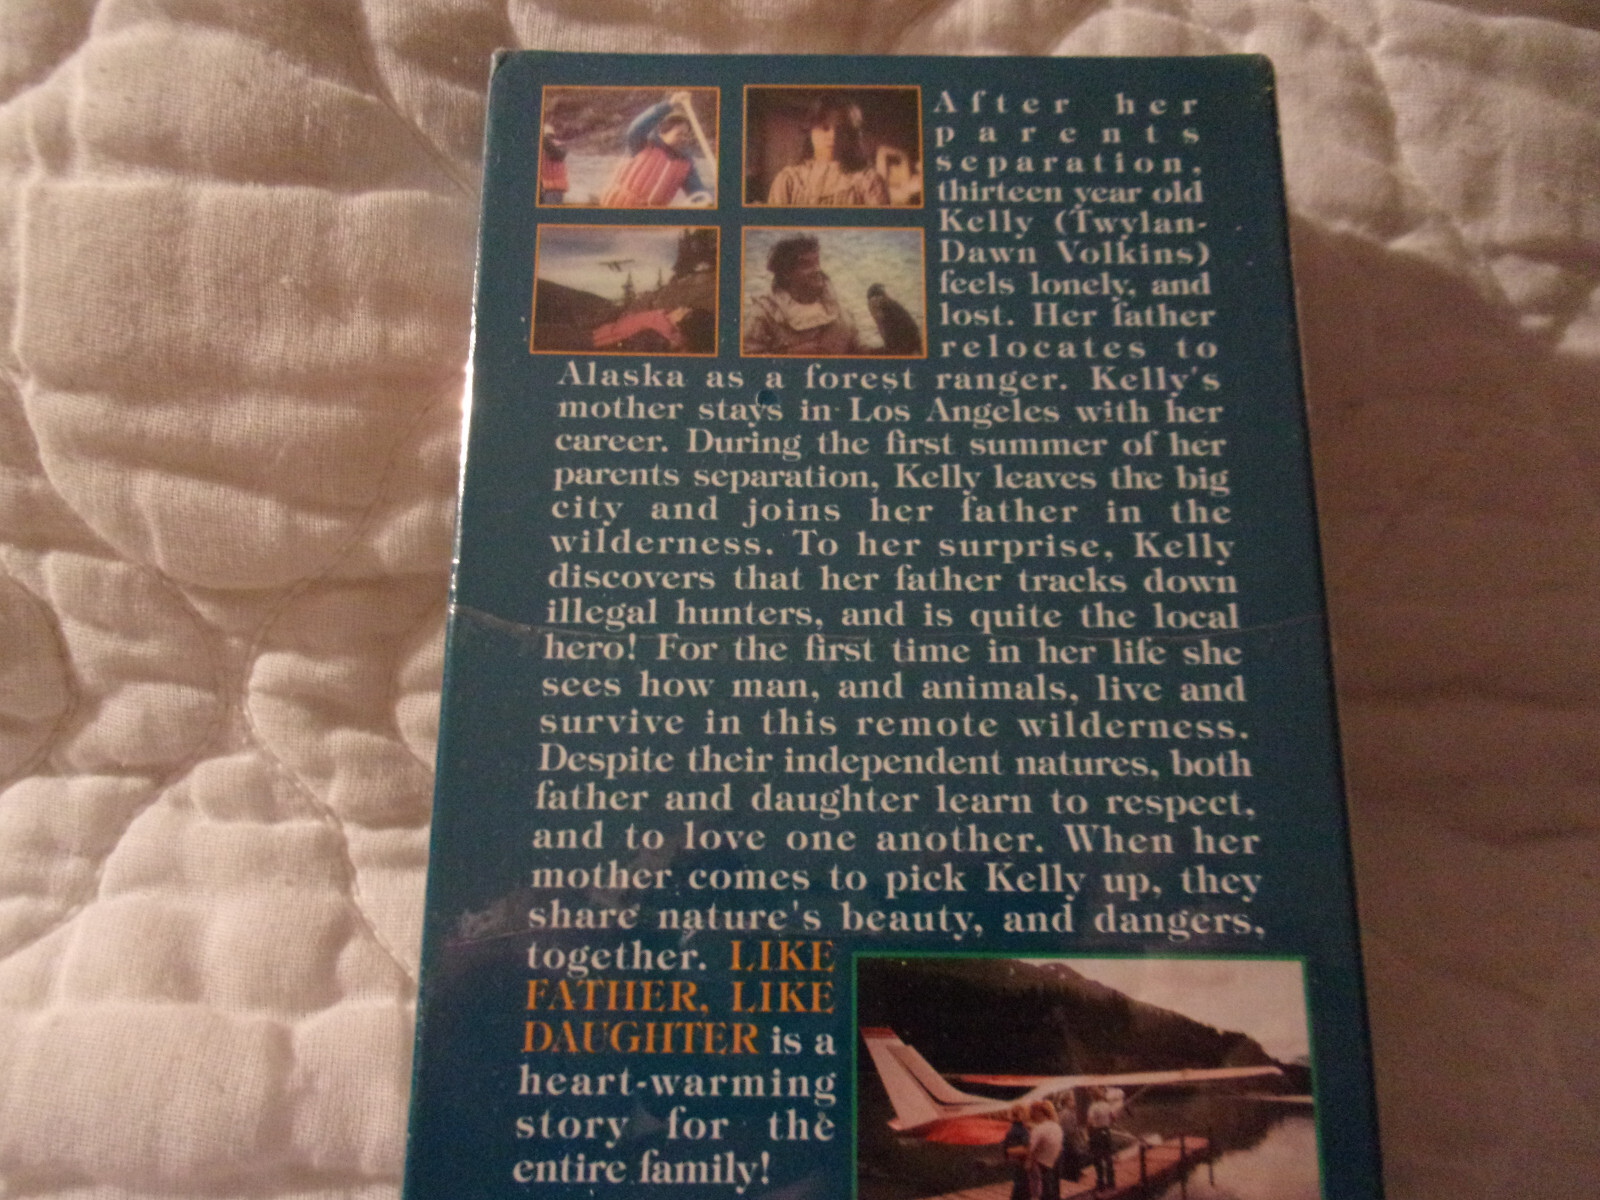 After her
parents
separation,
thirteen year old
Kelly (Twylan-
Dawn Volkins)
feels lonely, and
lost. Her father
relocates to
Alaska as a forest ranger. Kelly's
mother stays in Los Angeles with her
career. During the first summer of her
parents separation, Kelly leaves the big
city and joins her father in the
wilderness. To her surprise, Kelly
discovers that her father tracks down
illegal hunters, and is quite the local
hero! For the first time in her life she
sees how man, and animals, live and
survive in this remote wilderness.
Despite their independent natures, both
father and daughter learn to respect,
and to love one another. When her
mother comes to pick Kelly up, they
share nature's beauty, and dangers,
together. LIKE
FATHER, LIKE
DAUGHTER is a
heart-warming
story for the
entire family!